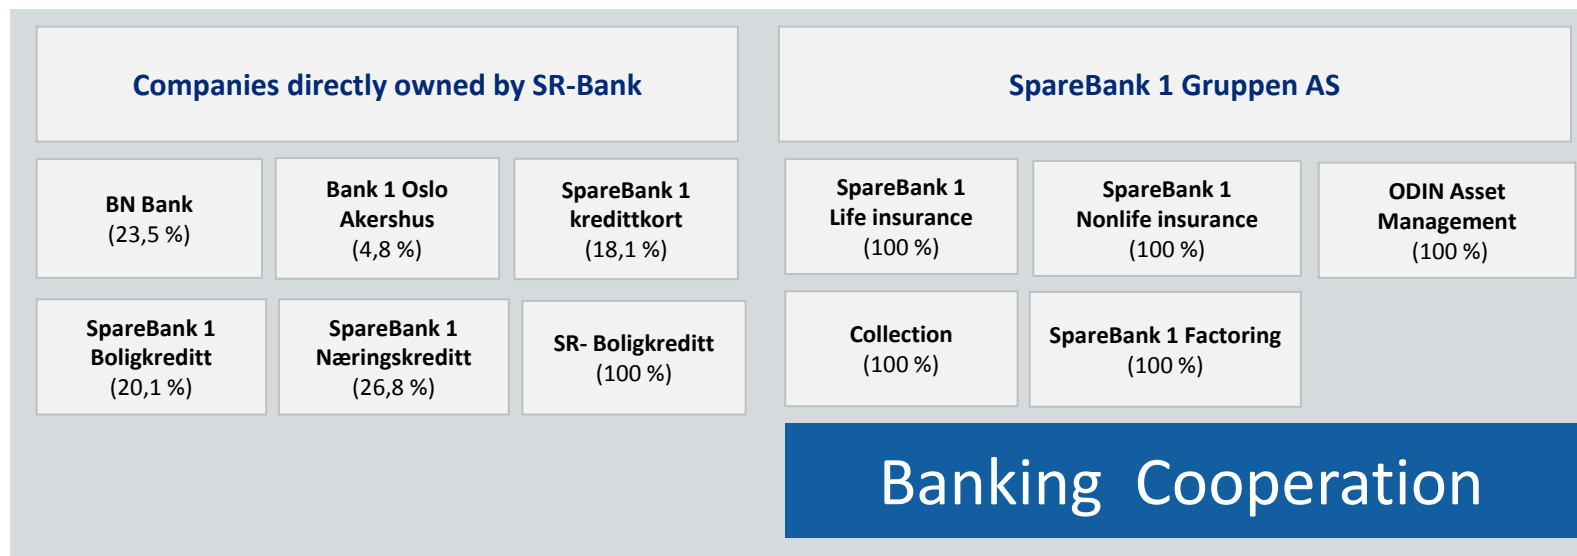 Companies directly owned by SR-Bank
SpareBank 1 Gruppen AS
BN Bank
(23,5 %)
Bank 1 Oslo
Akershus
(4,8 %)
SpareBank 1
kredittkort
(18,1 %)
SpareBank 1
Life insurance
(100 %)
SpareBank 1
Nonlife insurance
(100 %)
ODIN Asset
Management
(100 %)
SpareBank 1
Boligkreditt
(20,1 %)
SpareBank 1
Næringskreditt
(26,8 %)
SR- Boligkreditt
(100 %)
Collection
(100 %)
SpareBank 1 Factoring
(100 %)
Banking Cooperation